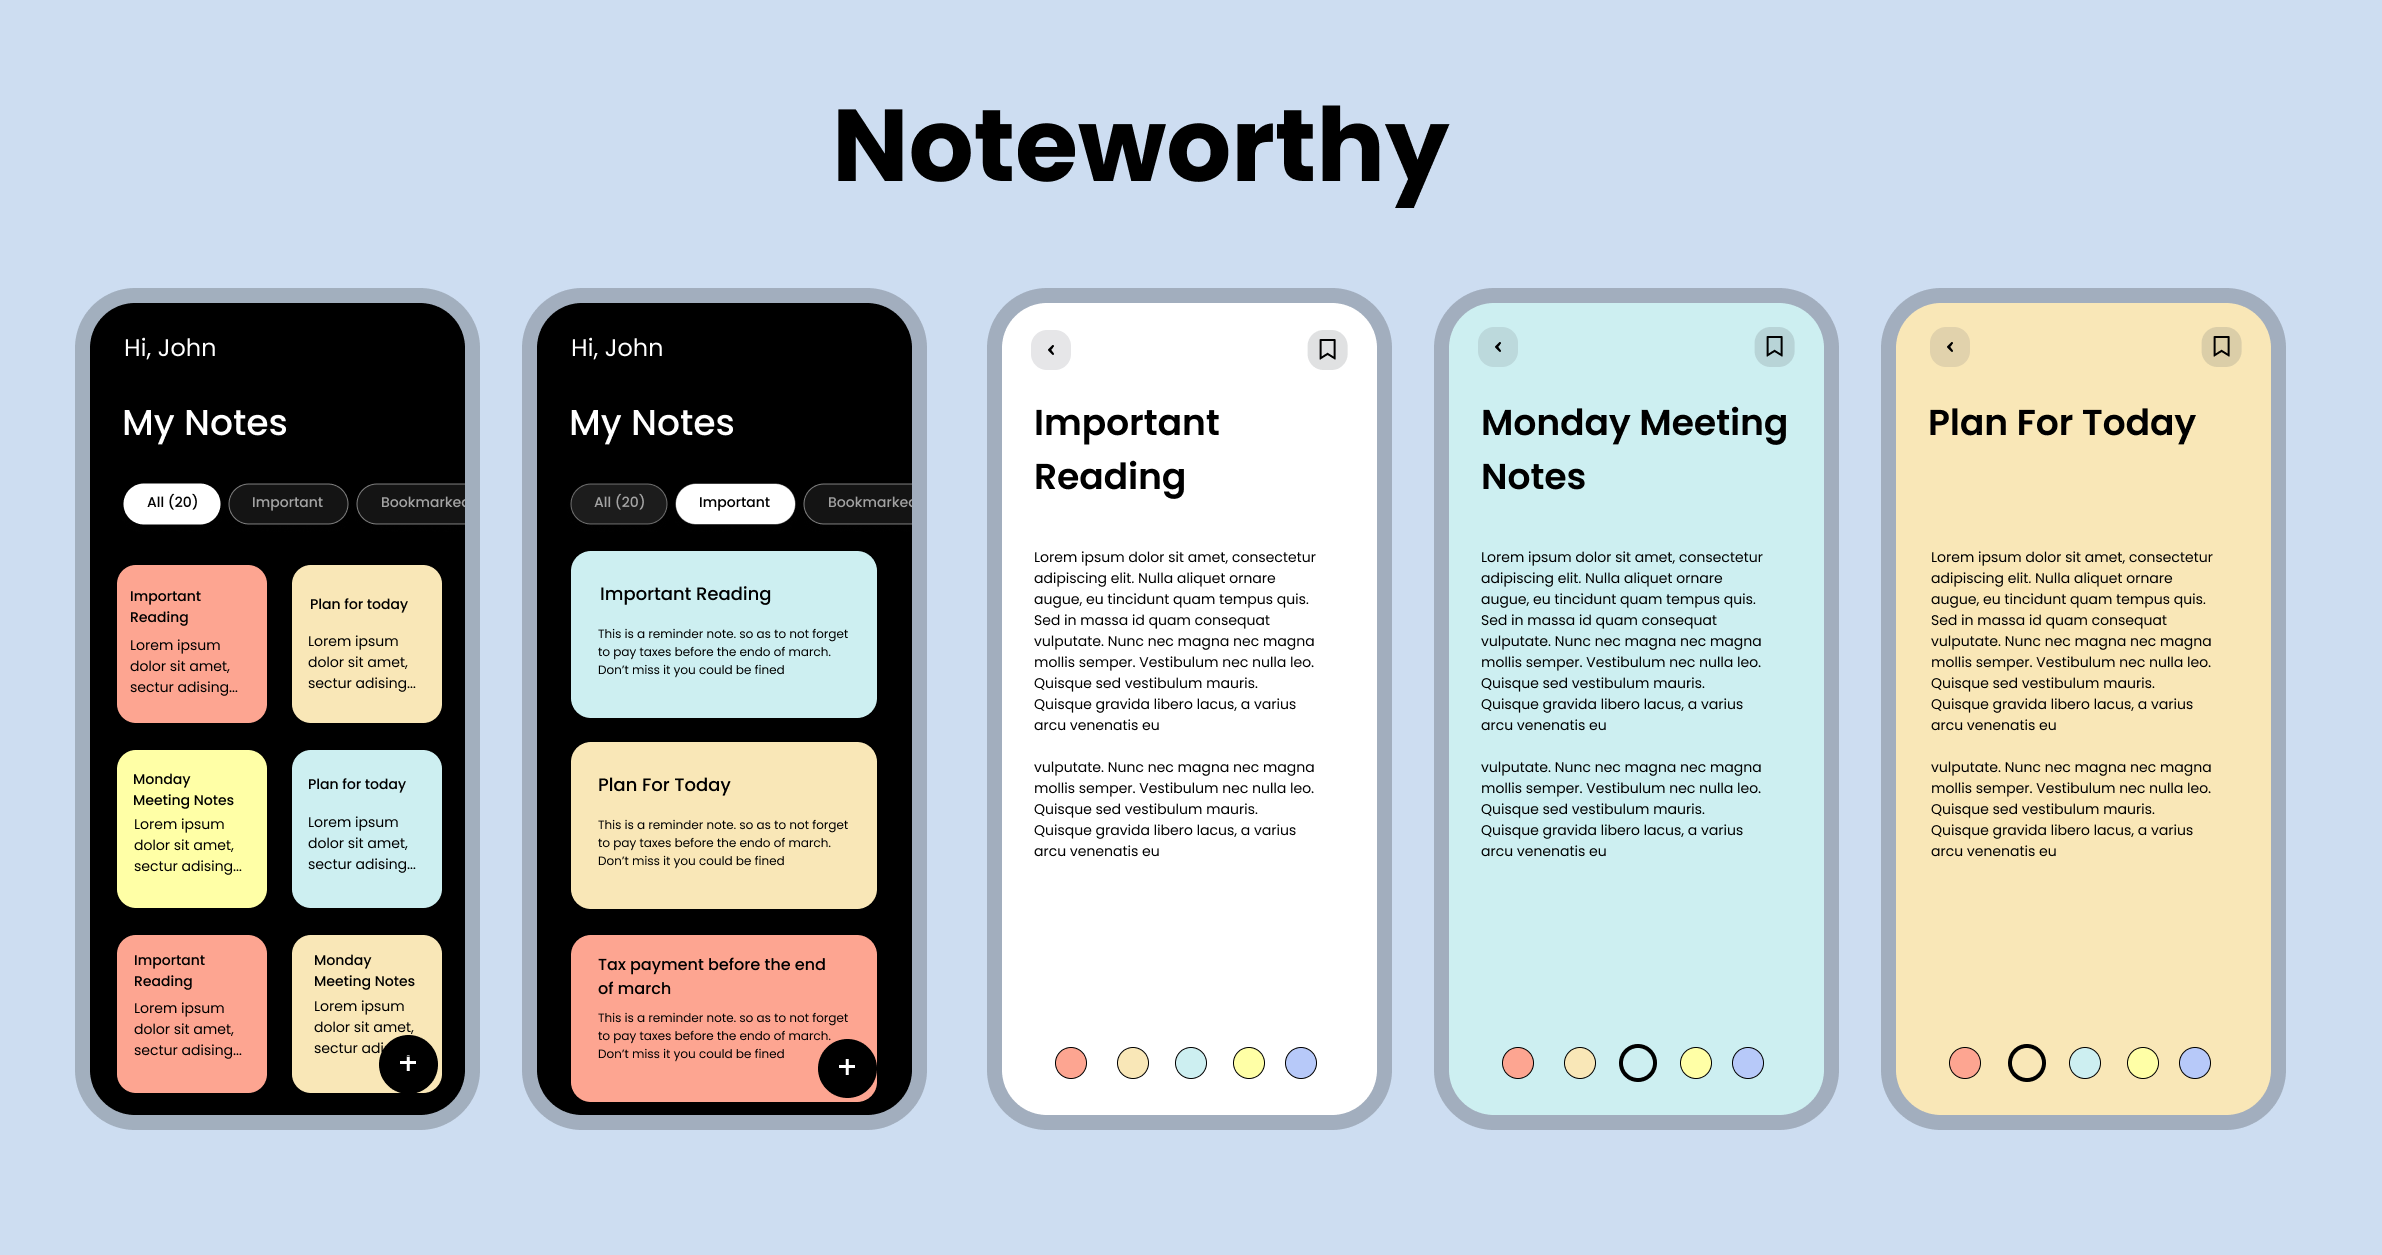 Noteworthy
Hi, John
My Notes
All (20)
Important
Bookmarked
Important
Reading
Lorem ipsum
dolor sit amet,
sectur adising...
Plan for today
Lorem ipsum
dolor sit amet,
sectur adising...
Monday
Meeting Notes
Lorem ipsum
dolor sit amet,
sectur adising...
Plan for today
Lorem ipsum
dolor sit amet,
sectur adising...
Important
Reading
Lorem ipsum
dolor sit amet,
sectur adising...
Monday
Meeting Notes
Lorem ipsum
dolor sit amet,
sectur adi
+
Hi, John
My Notes
All (20)
Important
Bookmarked
Important Reading
This is a reminder note. so as to not forget
to pay taxes before the endo of march.
Don't miss it you could be fined
Plan For Today
This is a reminder note. so as to not forget
to pay taxes before the endo of march.
Don't miss it you could be fined
Tax payment before the end
of march
This is a reminder note. so as to not forget
to pay taxes before the endo of march.
Don't miss it you could be fined
+
Important
Reading
Lorem ipsum dolor sit amet, consectetur
adipiscing elit. Nulla aliquet ornare
augue, eu tincidunt quam tempus quis.
Sed in massa id quam consequat
vulputate. Nunc nec magna nec magna
mollis semper. Vestibulum nec nulla leo.
Quisque sed vestibulum mauris.
Quisque gravida libero lacus, a varius
arcu venenatis eu
vulputate. Nunc nec magna nec magna
mollis semper. Vestibulum nec nulla leo.
Quisque sed vestibulum mauris.
Quisque gravida libero lacus, a varius
arcu venenatis eu
Monday Meeting
Notes
Lorem ipsum dolor sit amet, consectetur
adipiscing elit. Nulla aliquet ornare
augue, eu tincidunt quam tempus quis.
Sed in massa id quam consequat
vulputate. Nunc nec magna nec magna
mollis semper. Vestibulum nec nulla leo.
Quisque sed vestibulum mauris.
Quisque gravida libero lacus, a varius
arcu venenatis eu
vulputate. Nunc nec magna nec magna
mollis semper. Vestibulum nec nulla leo.
Quisque sed vestibulum mauris.
Quisque gravida libero lacus, a varius
arcu venenatis eu
Plan For Today
Lorem ipsum dolor sit amet, consectetur
adipiscing elit. Nulla aliquet ornare
augue, eu tincidunt quam tempus quis.
Sed in massa id quam consequat
vulputate. Nunc nec magna nec magna
mollis semper. Vestibulum nec nulla leo.
Quisque sed vestibulum mauris.
Quisque gravida libero lacus, a varius
arcu venenatis eu
vulputate. Nunc nec magna nec magna
mollis semper. Vestibulum nec nulla leo.
Quisque sed vestibulum mauris.
Quisque gravida libero lacus, a varius
arcu venenatis eu